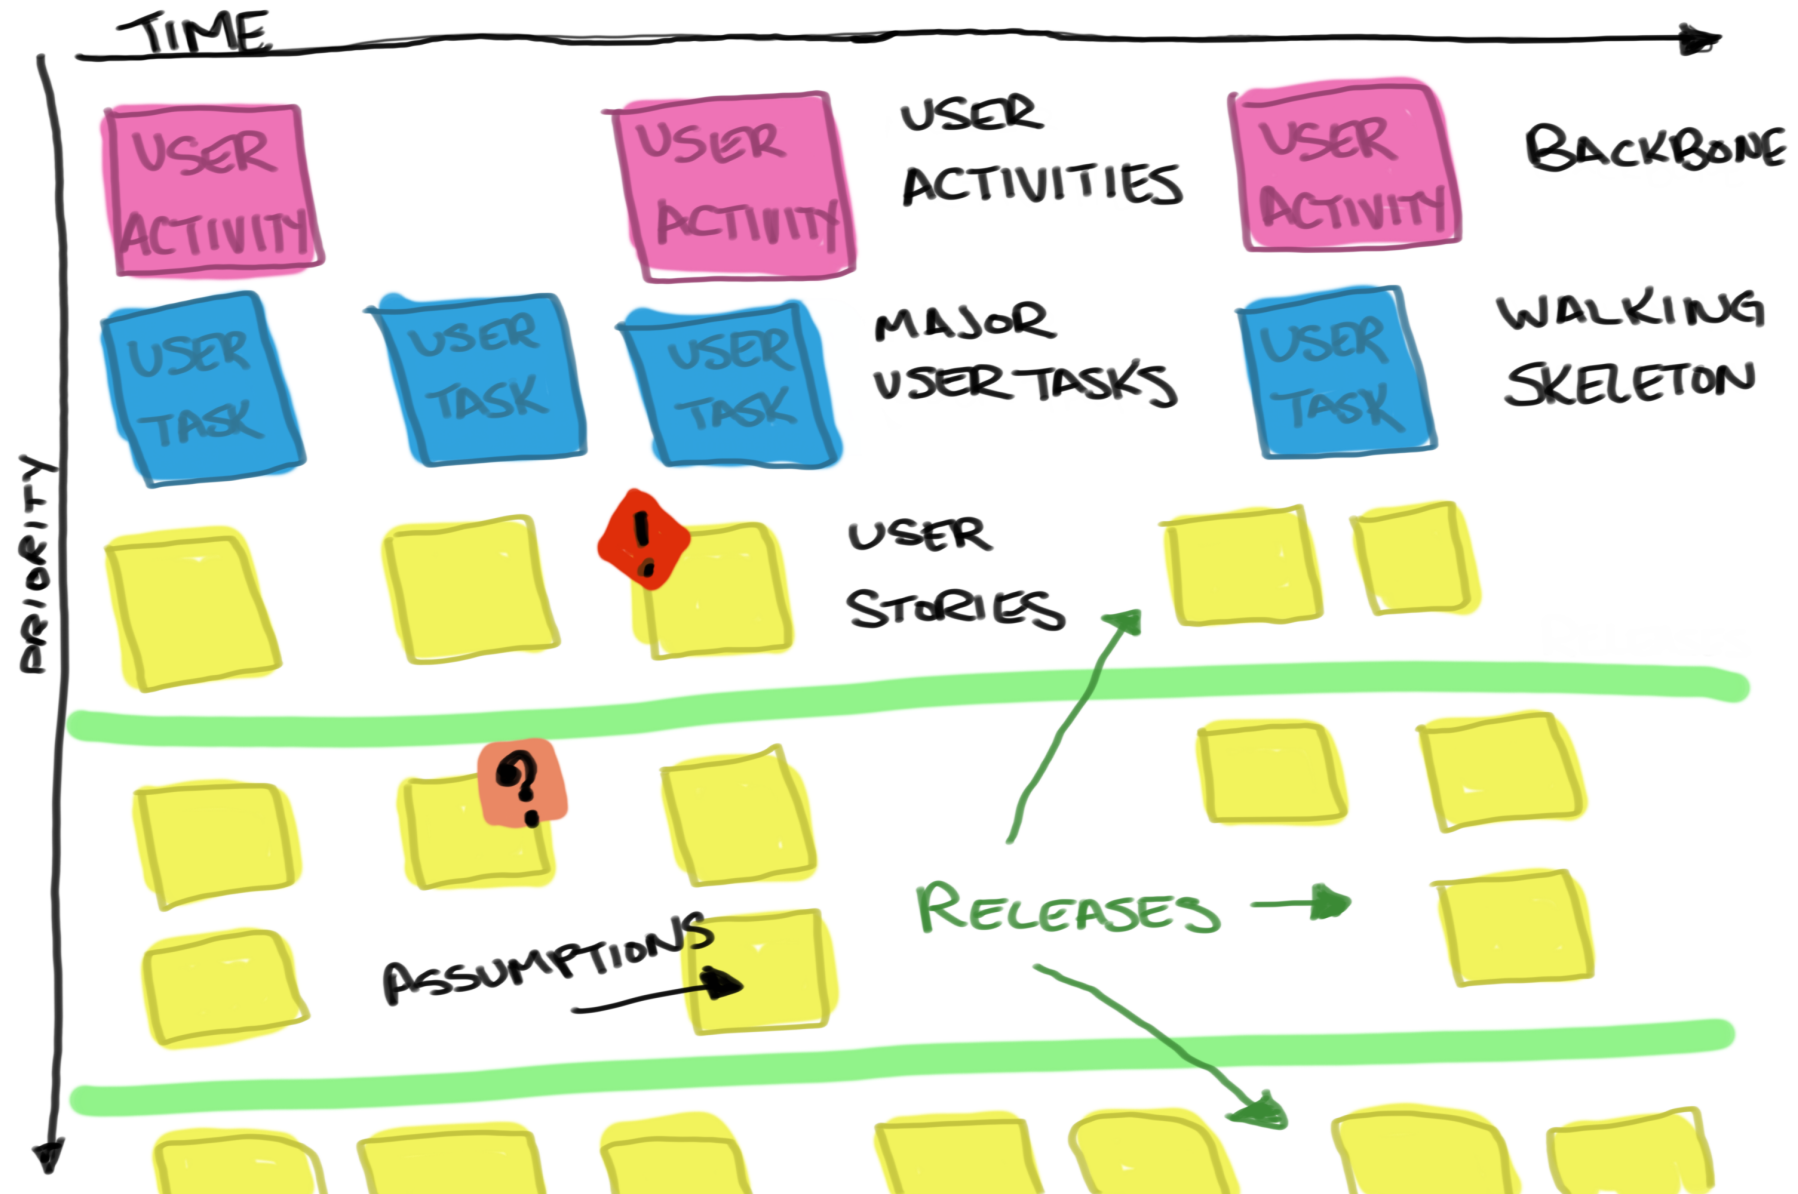 TIME
USER
ACTIVITY
USER
ACTIVITY
USER
ACTIVITIES
USER
ACTIVITY
BACKBONE
USER
TASK
USER
TASK
USER
TASK
MAJOR
USER TASKS
USER
TASK
WALKING
SKELETON
PRIORITY
!
USER
STORIES
?
ASSUMPTIONS
RELEASES